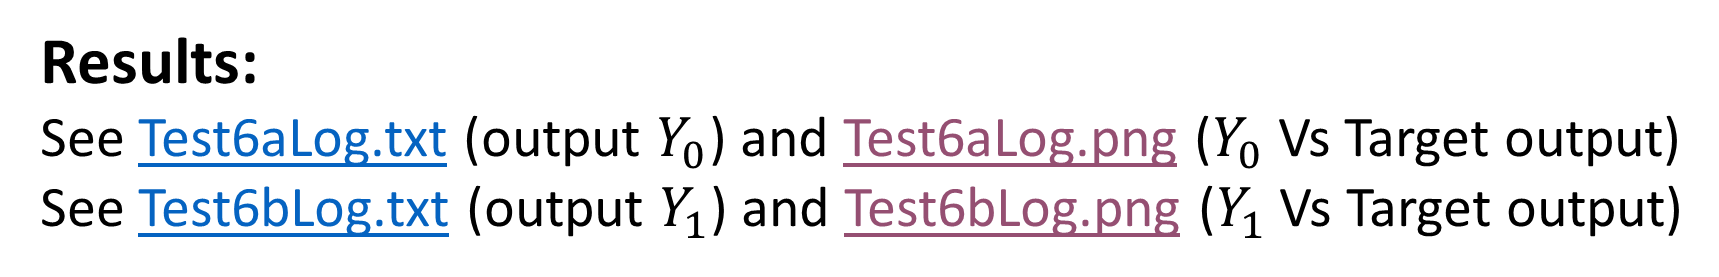 Results:
See Test6aLog.txt (output Y₀) and Test6aLog.png (Y₀ Vs Target output)
See Test6bLog.txt (output Y₁) and Test6bLog.png (Y₁ Vs Target output)